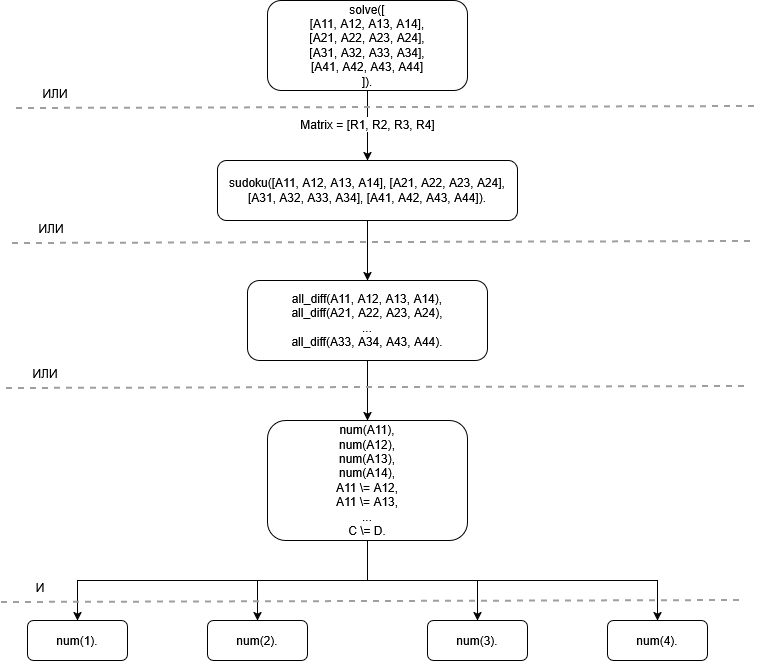 solve([
[A11, A12, A13, A14],
[A21, A22, A23, A24],
[A31, A32, A33, A34],
[A41, A42, A43, A44]
]).
ИЛИ
Matrix = [R1, R2, R3, R4]
sudoku([A11, A12, A13, A14], [A21, A22, A23, A24],
[A31, A32, A33, A34], [A41, A42, A43, A44]).
ИЛИ
all_diff(A11, A12, A13, A14),
all_diff(A21, A22, A23, A24),
...
all_diff(A33, A34, A43, A44).
ИЛИ
num(A11),
num(A12),
num(A13),
num(A14),
A11 \= A12,
A11 \= A13,
...
C \= D.
И
num(1).
num(2).
num(3).
num(4).